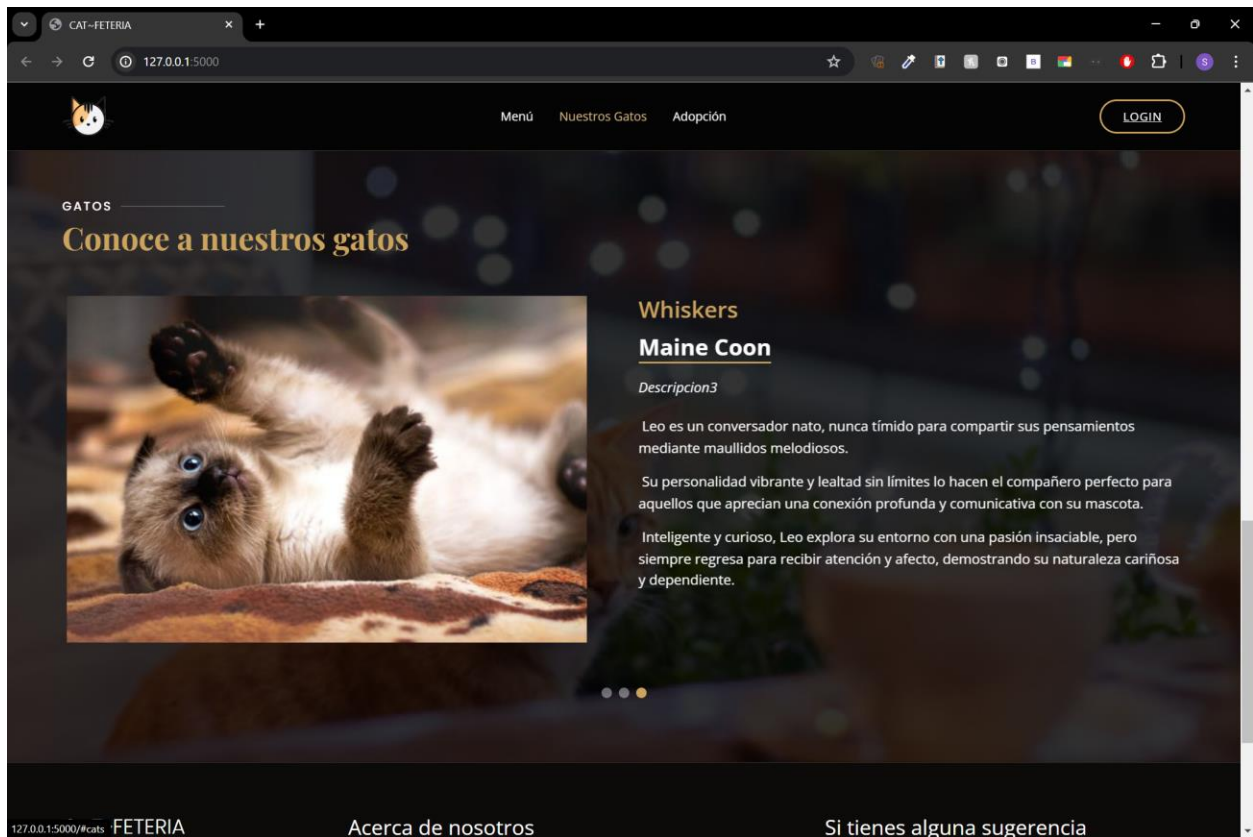 CAT~FETERIA
127.0.0.1:5000
B
S
Menú
Nuestros Gatos
Adopción
LOGIN
GATOS
Conoce a nuestros gatos
Whiskers
Maine Coon
Descripcion3
Leo es un conversador nato, nunca tímido para compartir sus pensamientos
mediante maullidos melodiosos.
Su personalidad vibrante y lealtad sin límites lo hacen el compañero perfecto para
aquellos que aprecian una conexión profunda y comunicativa con su mascota.
Inteligente y curioso, Leo explora su entorno con una pasión insaciable, pero
siempre regresa para recibir atención y afecto, demostrando su naturaleza cariñosa
y dependiente.
FETERIA
Acerca de nosotros
Si tienes alguna sugerencia
127.0.0.1:5000/#cats